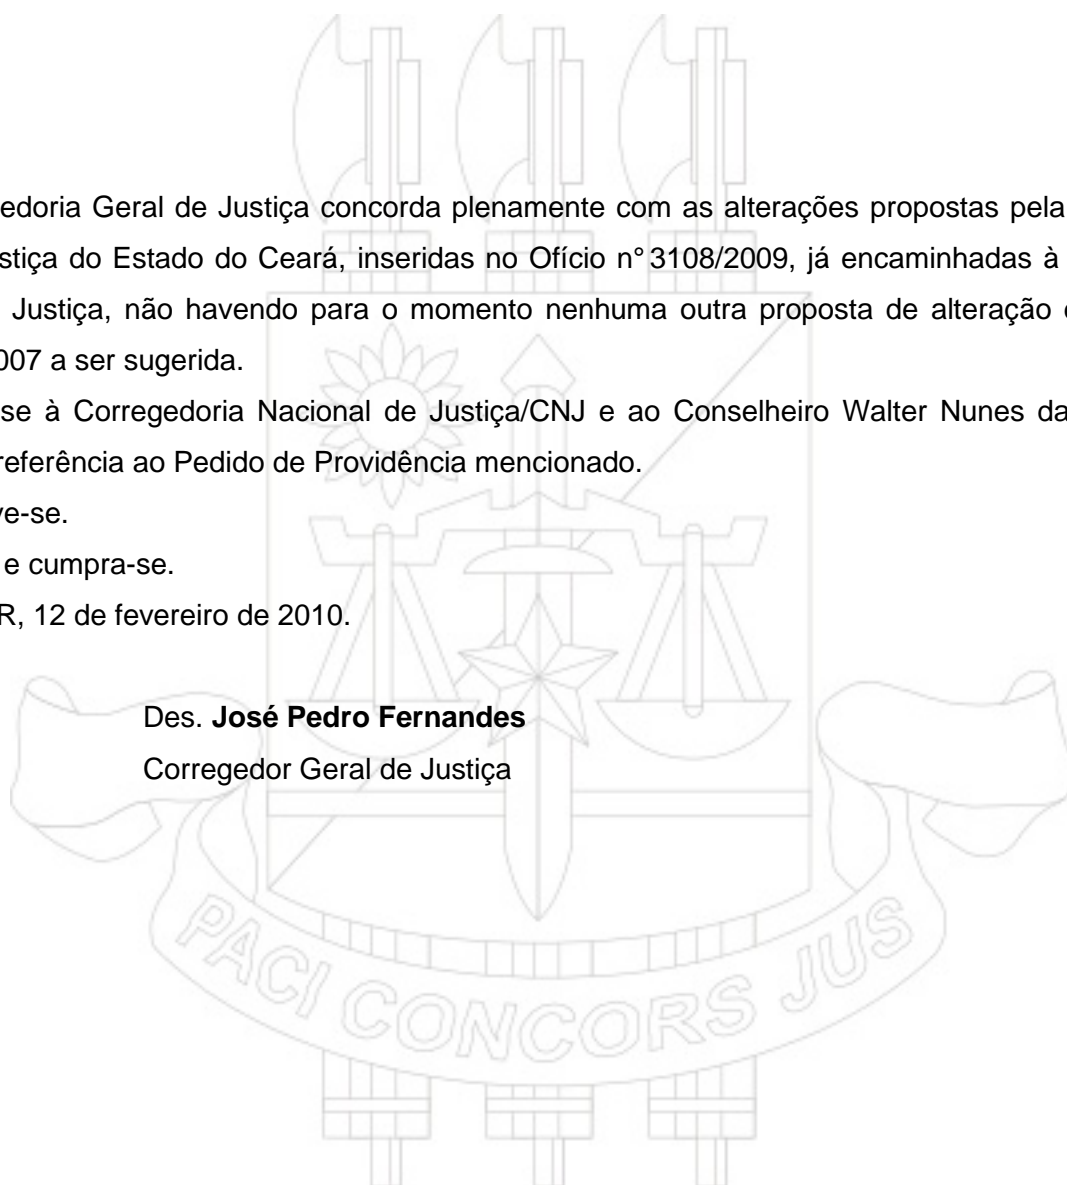 edoria Geral de Justiça concorda plenamente com as alterações propostas pela
stiça do Estado do Ceará, inseridas no Ofício n° 3108/2009, já encaminhadas à
Justiça, não havendo para o momento nenhuma outra proposta de alteração
007 a ser sugerida.
se à Corregedoria Nacional de Justiça/CNJ e ao Conselheiro Walter Nunes da
referência ao Pedido de Providência mencionado.
ve-se.
e cumpra-se.
R, 12 de fevereiro de 2010.
Des. José Pedro Fernandes
Corregedor Geral de Justiça
PACI CONCORS JUS